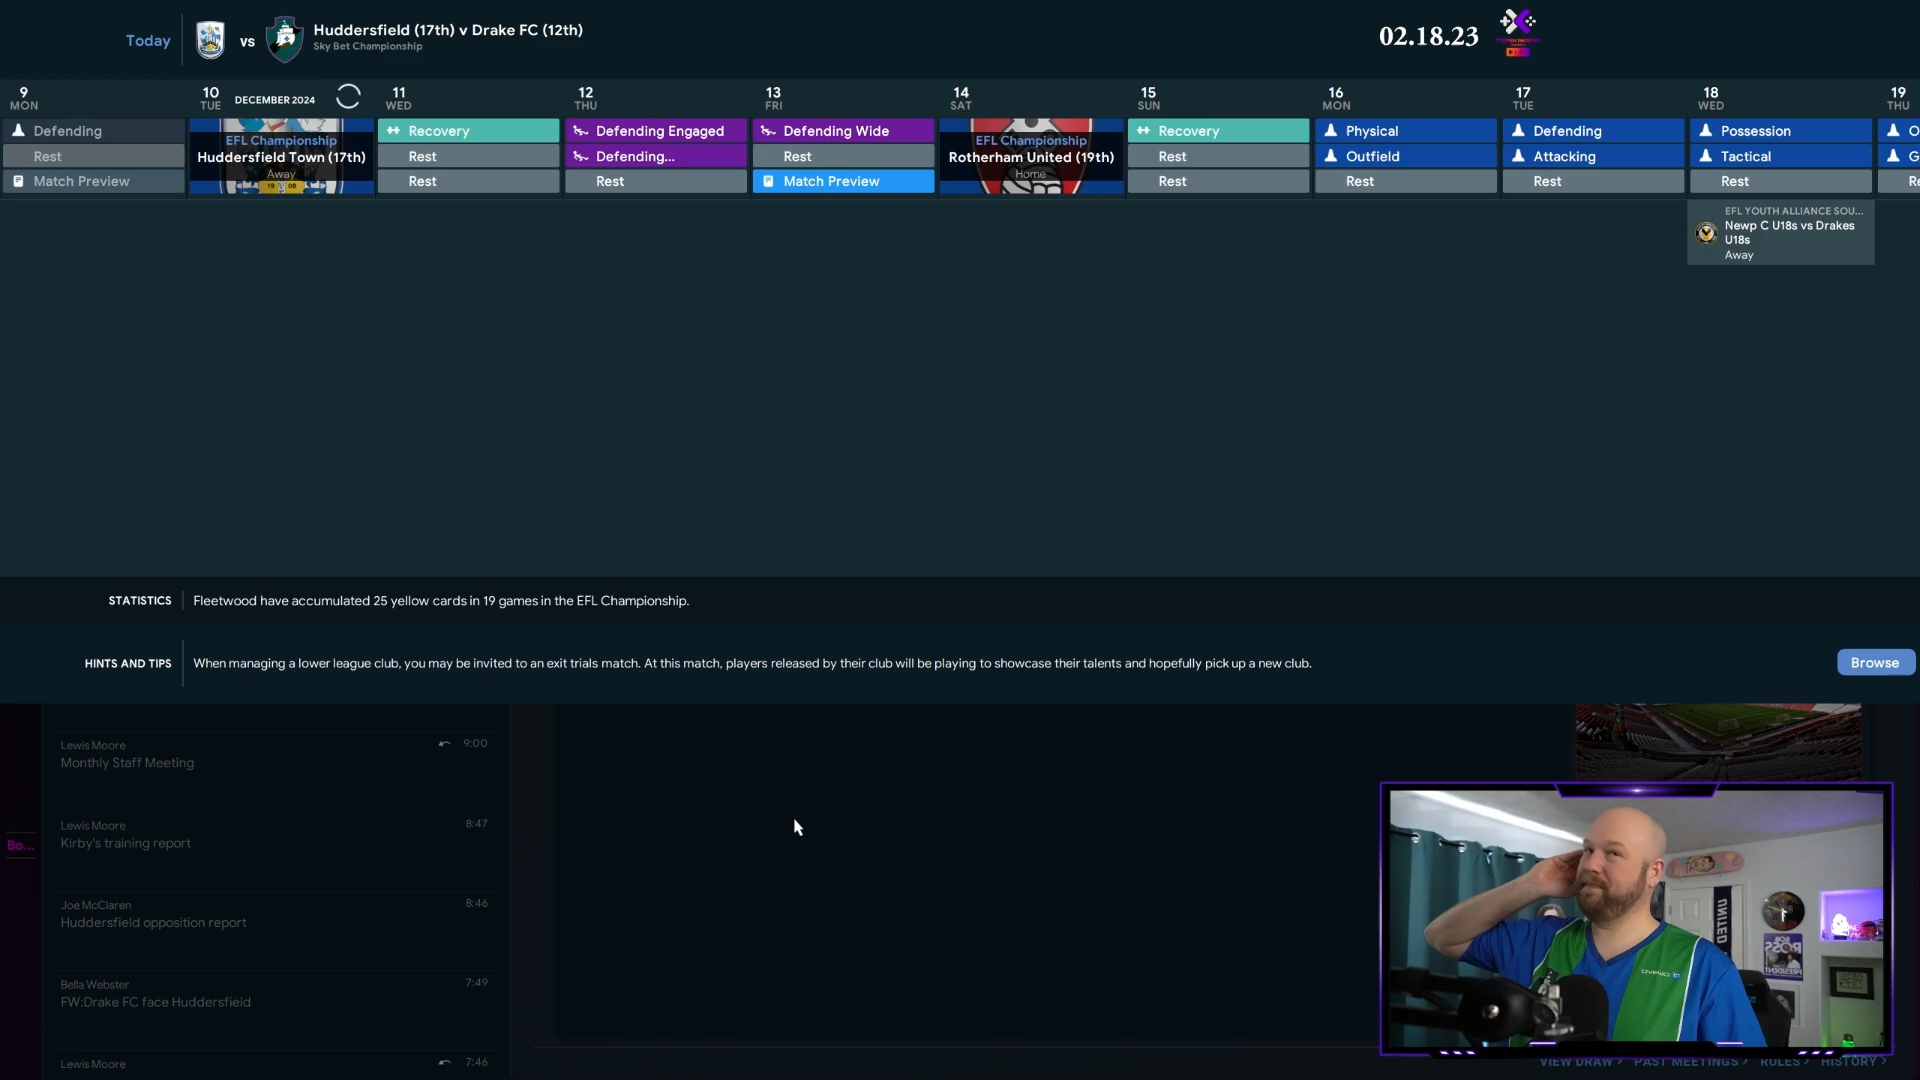 Today
vs
Huddersfield (17th) v Drake FC (12th)
Sky Bet Championship
02.18.23
9
MON
10
TUE
DECEMBER 2024
11
WED
12
THU
13
FRI
14
SAT
15
SUN
16
MON
17
TUE
18
WED
19
THU
Defending
Rest
Match Preview
EFL Championship
Huddersfield Town (17th)
Away
19 08
Recovery
Rest
Rest
Defending Engaged
Defending...
Rest
Defending Wide
Rest
Match Preview
EFL Championship
Rotherham United (19th)
Home
Recovery
Rest
Rest
Physical
Outfield
Rest
Defending
Attacking
Rest
Possession
Tactical
Rest
O
G
Re
EFL YOUTH ALLIANCE SOU...
Newp C U18s vs Drakes
U18s
Away
STATISTICS
Fleetwood have accumulated 25 yellow cards in 19 games in the EFL Championship.
HINTS AND TIPS
When managing a lower league club, you may be invited to an exit trials match. At this match, players released by their club will be playing to showcase their talents and hopefully pick up a new club.
Browse
Bo...
Lewis Moore
9:00
Monthly Staff Meeting
Lewis Moore
8:47
Kirby's training report
Joe McClaren
8:46
Huddersfield opposition report
Bella Webster
7:49
FW:Drake FC face Huddersfield
Lewis Moore
7:46
UNITED
BOB
ROSS
PRESIDENT
VIEW DRAW >
PAST MEETINGS >
RULES >
HISTORY >